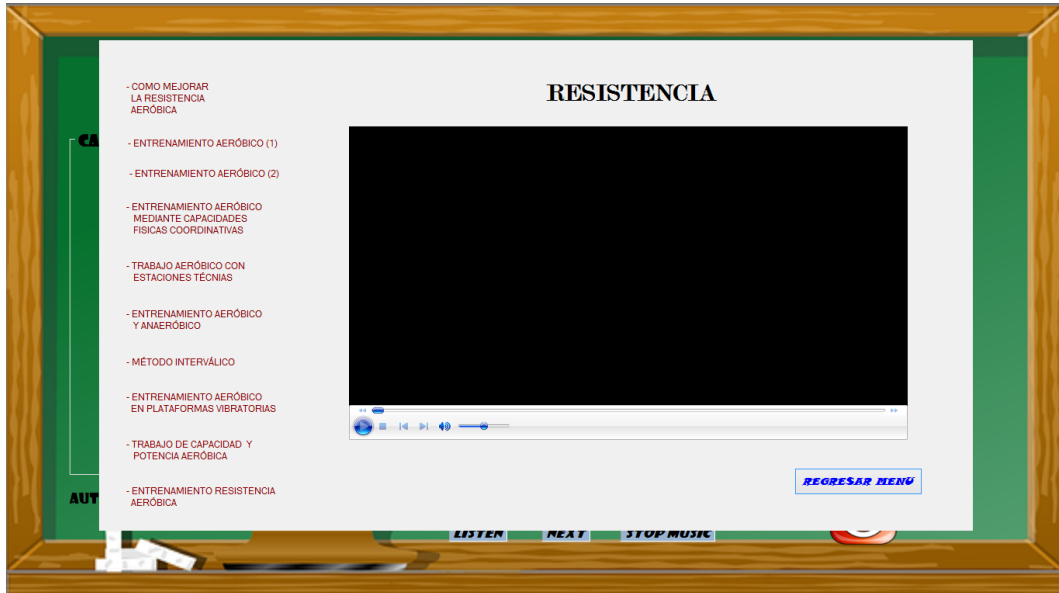 RESISTENCIA
- COMO MEJORAR
LA RESISTENCIA
AERÓBICA
- ENTRENAMIENTO AERÓBICO (1)
- ENTRENAMIENTO AERÓBICO (2)
- ENTRENAMIENTO AERÓBICO
MEDIANTE CAPACIDADES
FISICAS COORDINATIVAS
- TRABAJO AERÓBICO CON
ESTACIONES TÉCNIAS
- ENTRENAMIENTO AERÓBICO
Y ANAERÓBICO
- MÉTODO INTERVÁLICO
- ENTRENAMIENTO AERÓBICO
EN PLATAFORMAS VIBRATORIAS
- TRABAJO DE CAPACIDAD Y
POTENCIA AERÓBICA
- ENTRENAMIENTO RESISTENCIA
AERÓBICA
REGRESAR MENÚ
CA
AUT
LISTEN
NEXT
STOP MUSIC